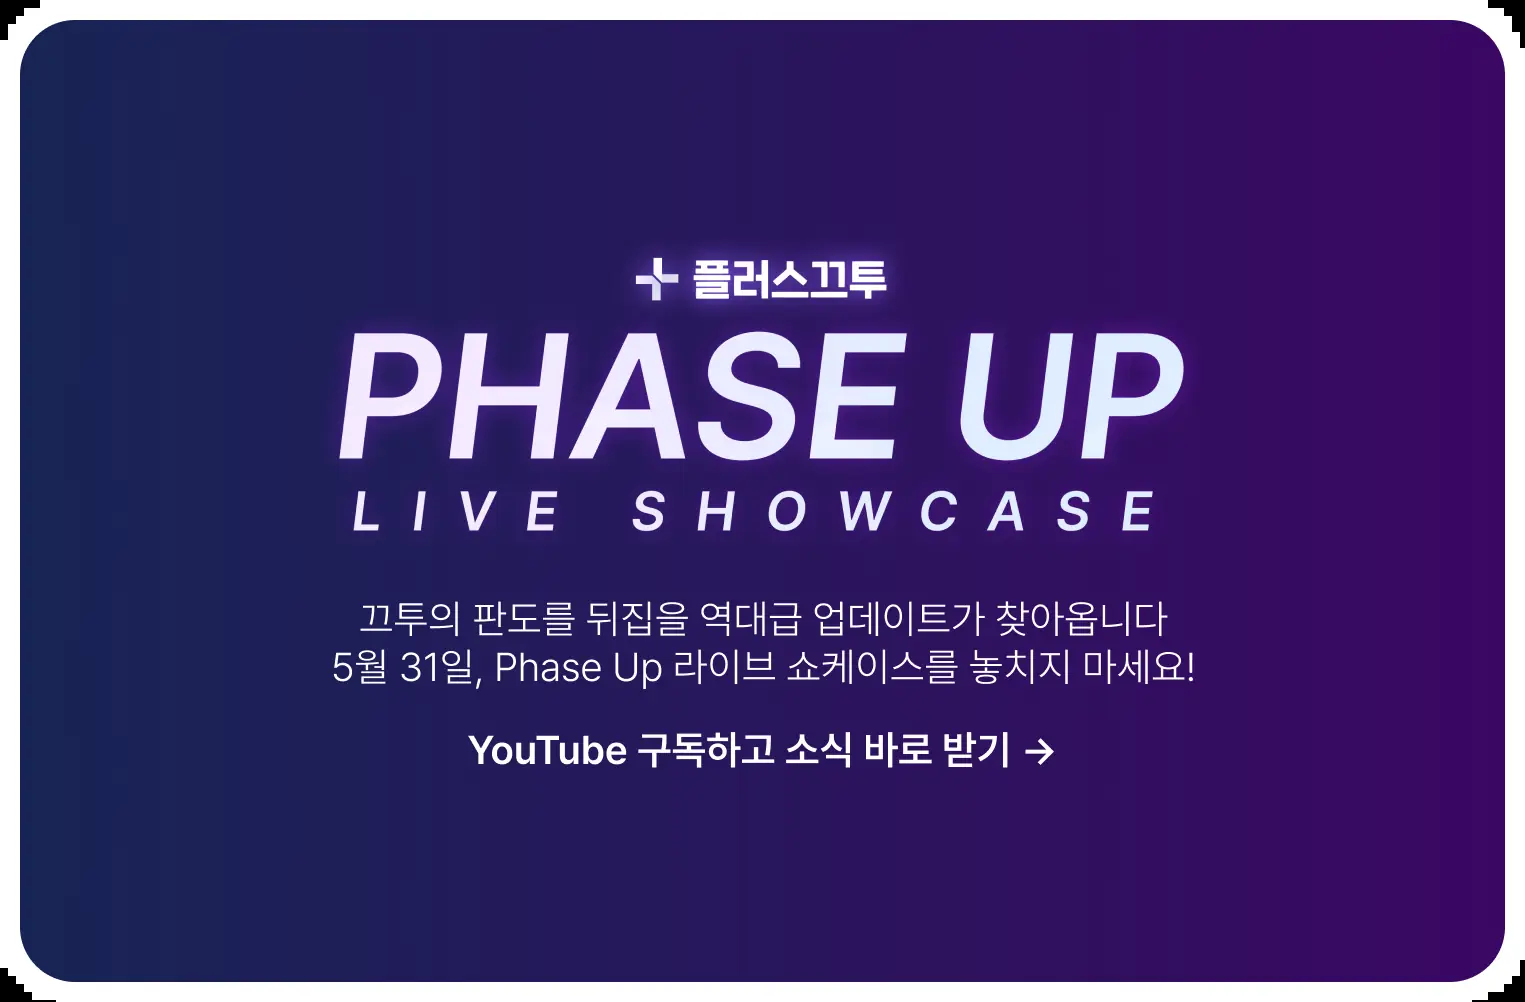 플러스끄투
PHASE UP
LIVE SHOWCASE
끄투의 판도를 뒤집을 역대급 업데이트가 찾아옵니다
5월 31일, Phase Up 라이브 쇼케이스를 놓치지 마세요!
YouTube 구독하고 소식 바로 받기 →